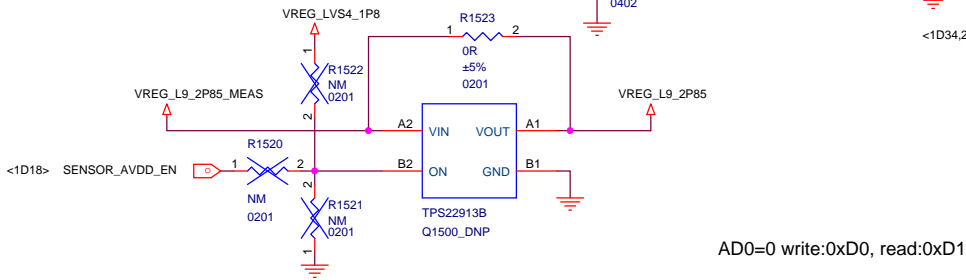 0402
<1D34,2
VREG_LVS4_1P8
R1523
1 2
0R
±5%
0201
1
R1522
NM
0201
2
VREG_L9_2P85_MEAS
VREG_L9_2P85
A2 VIN VOUT A1
R1520
<1D18> SENSOR_AVDD_EN 1 2
B2 ON GND B1
NM
0201
2
R1521
NM
0201
1
TPS22913B
Q1500_DNP
AD0=0 write:0xD0, read:0xD1